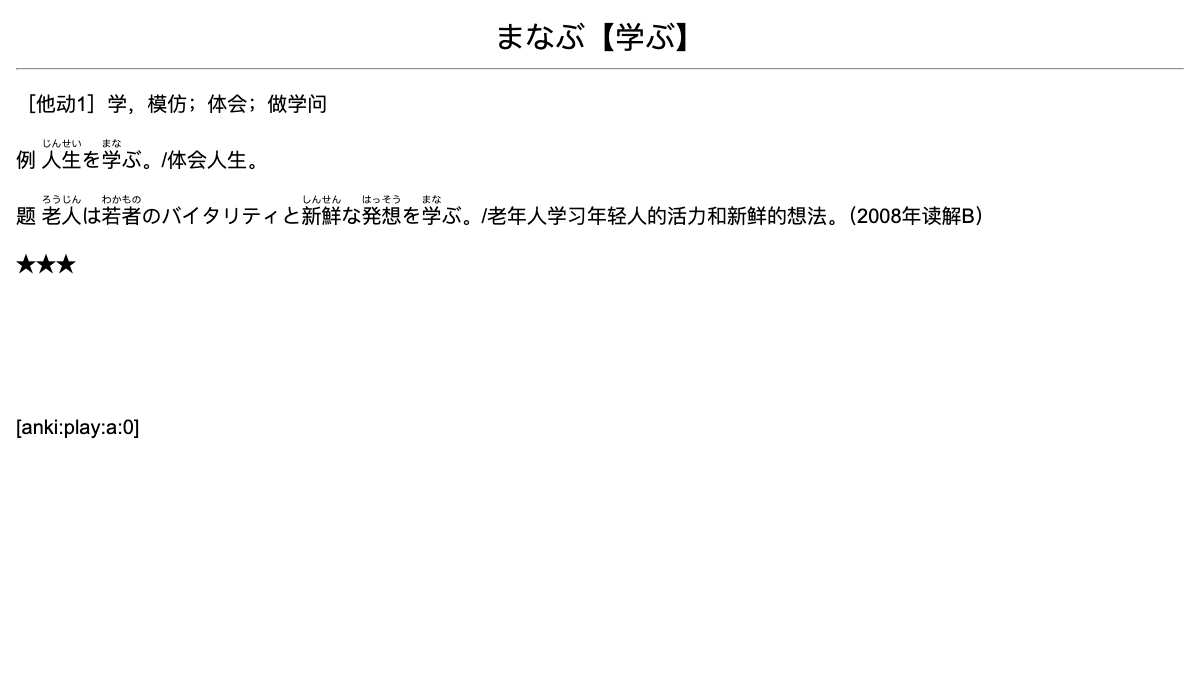 まなぶ【学ぶ】
［他动1］学，模仿；体会；做学问
じんせい まな
例 人生を学ぶ。/体会人生。
ろうじん わかもの しんせん はっそう まな
题 老人は若者のバイタリティと新鮮な発想を学ぶ。/老年人学习年轻人的活力和新鲜的想法。（2008年读解B）
★★★
[anki:play:a:0]